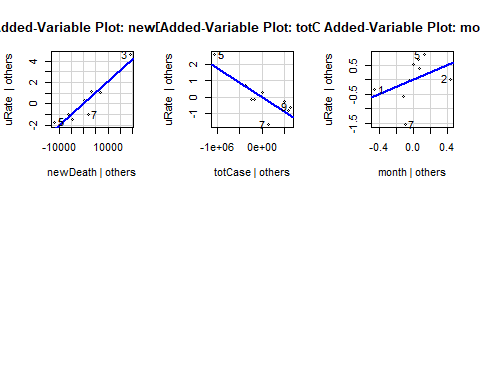 Added-Variable Plot: new[Added-Variable Plot: totC Added-Variable Plot: mo
uRate | others
4
2
0
-2
3
5
7
-10000
10000
newDeath | others
uRate | others
2
1
-1
5
9
7
-1e+06
0e+00
totCase | others
uRate | others
0.5
-0.5
-1.5
5
1
2
7
-0.4
0.0
0.4
month | others